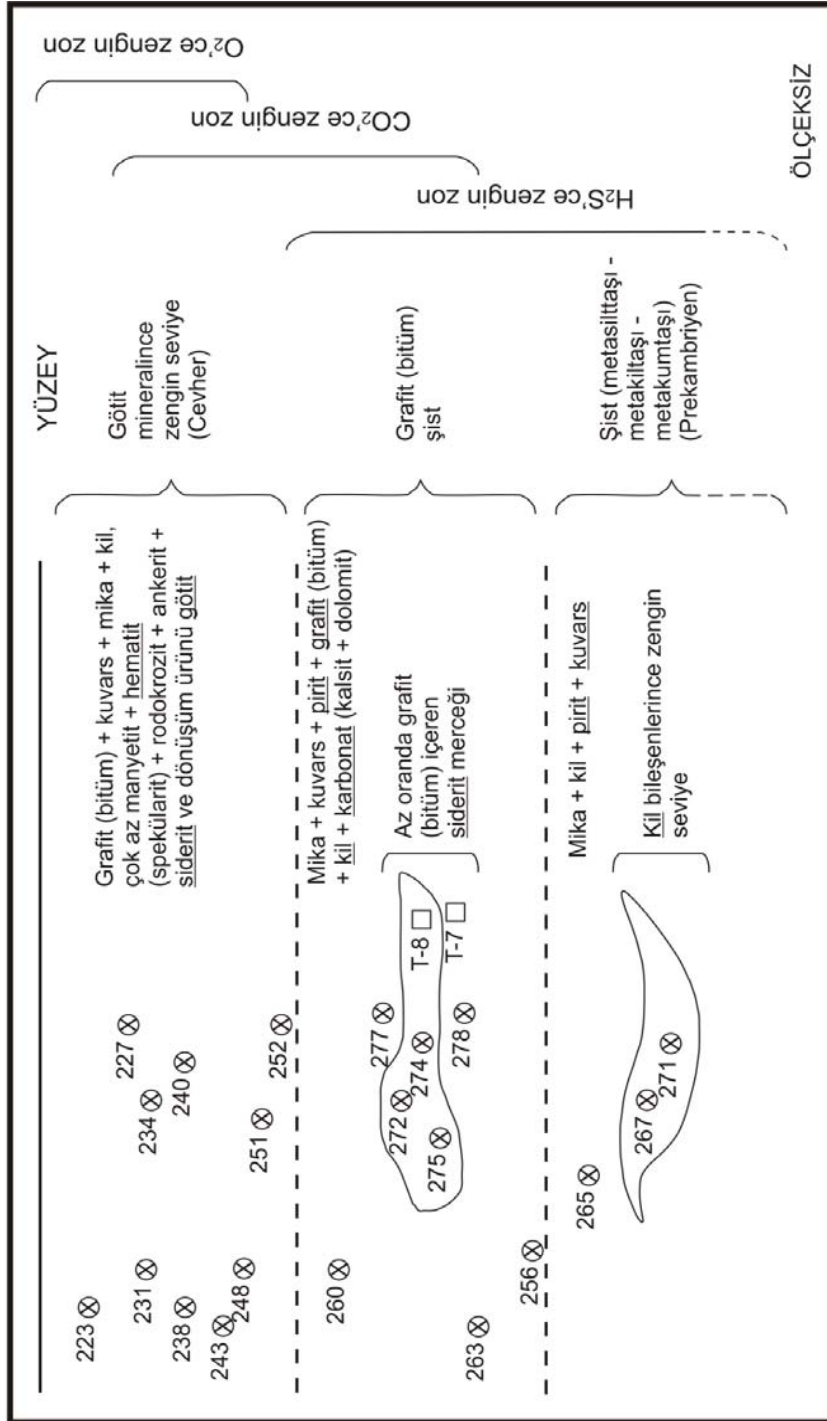 YÜZEY
O₂'ce zengin zon
CO₂'ce zengin zon
H₂S'ce zengin zon
Götit
mineralince
zengin seviye
(Cevher)
Grafit (bitüm) + kuvars + mika + kil,
çok az manyetit + hematit
(spekülarit) + rodokrozit + ankerit +
siderit ve dönüşüm ürünü götit
223
231
238
243
248
234
227
240
251
252
Grafit (bitüm)
şist
Mika + kuvars + pirit + grafit (bitüm)
+ kil + karbonat (kalsit + dolomit)
Az oranda grafit
(bitüm) içeren
siderit merceği
260
263
256
277
272
274
275
278
T-8
T-7
Şist (metasilttaşı -
metakiltaşı -
metakumtaşı)
(Prekambriyen)
Mika + kil + pirit + kuvars
Kil bileşenlerince zengin
seviye
265
267
271
ÖLÇEKSİZ